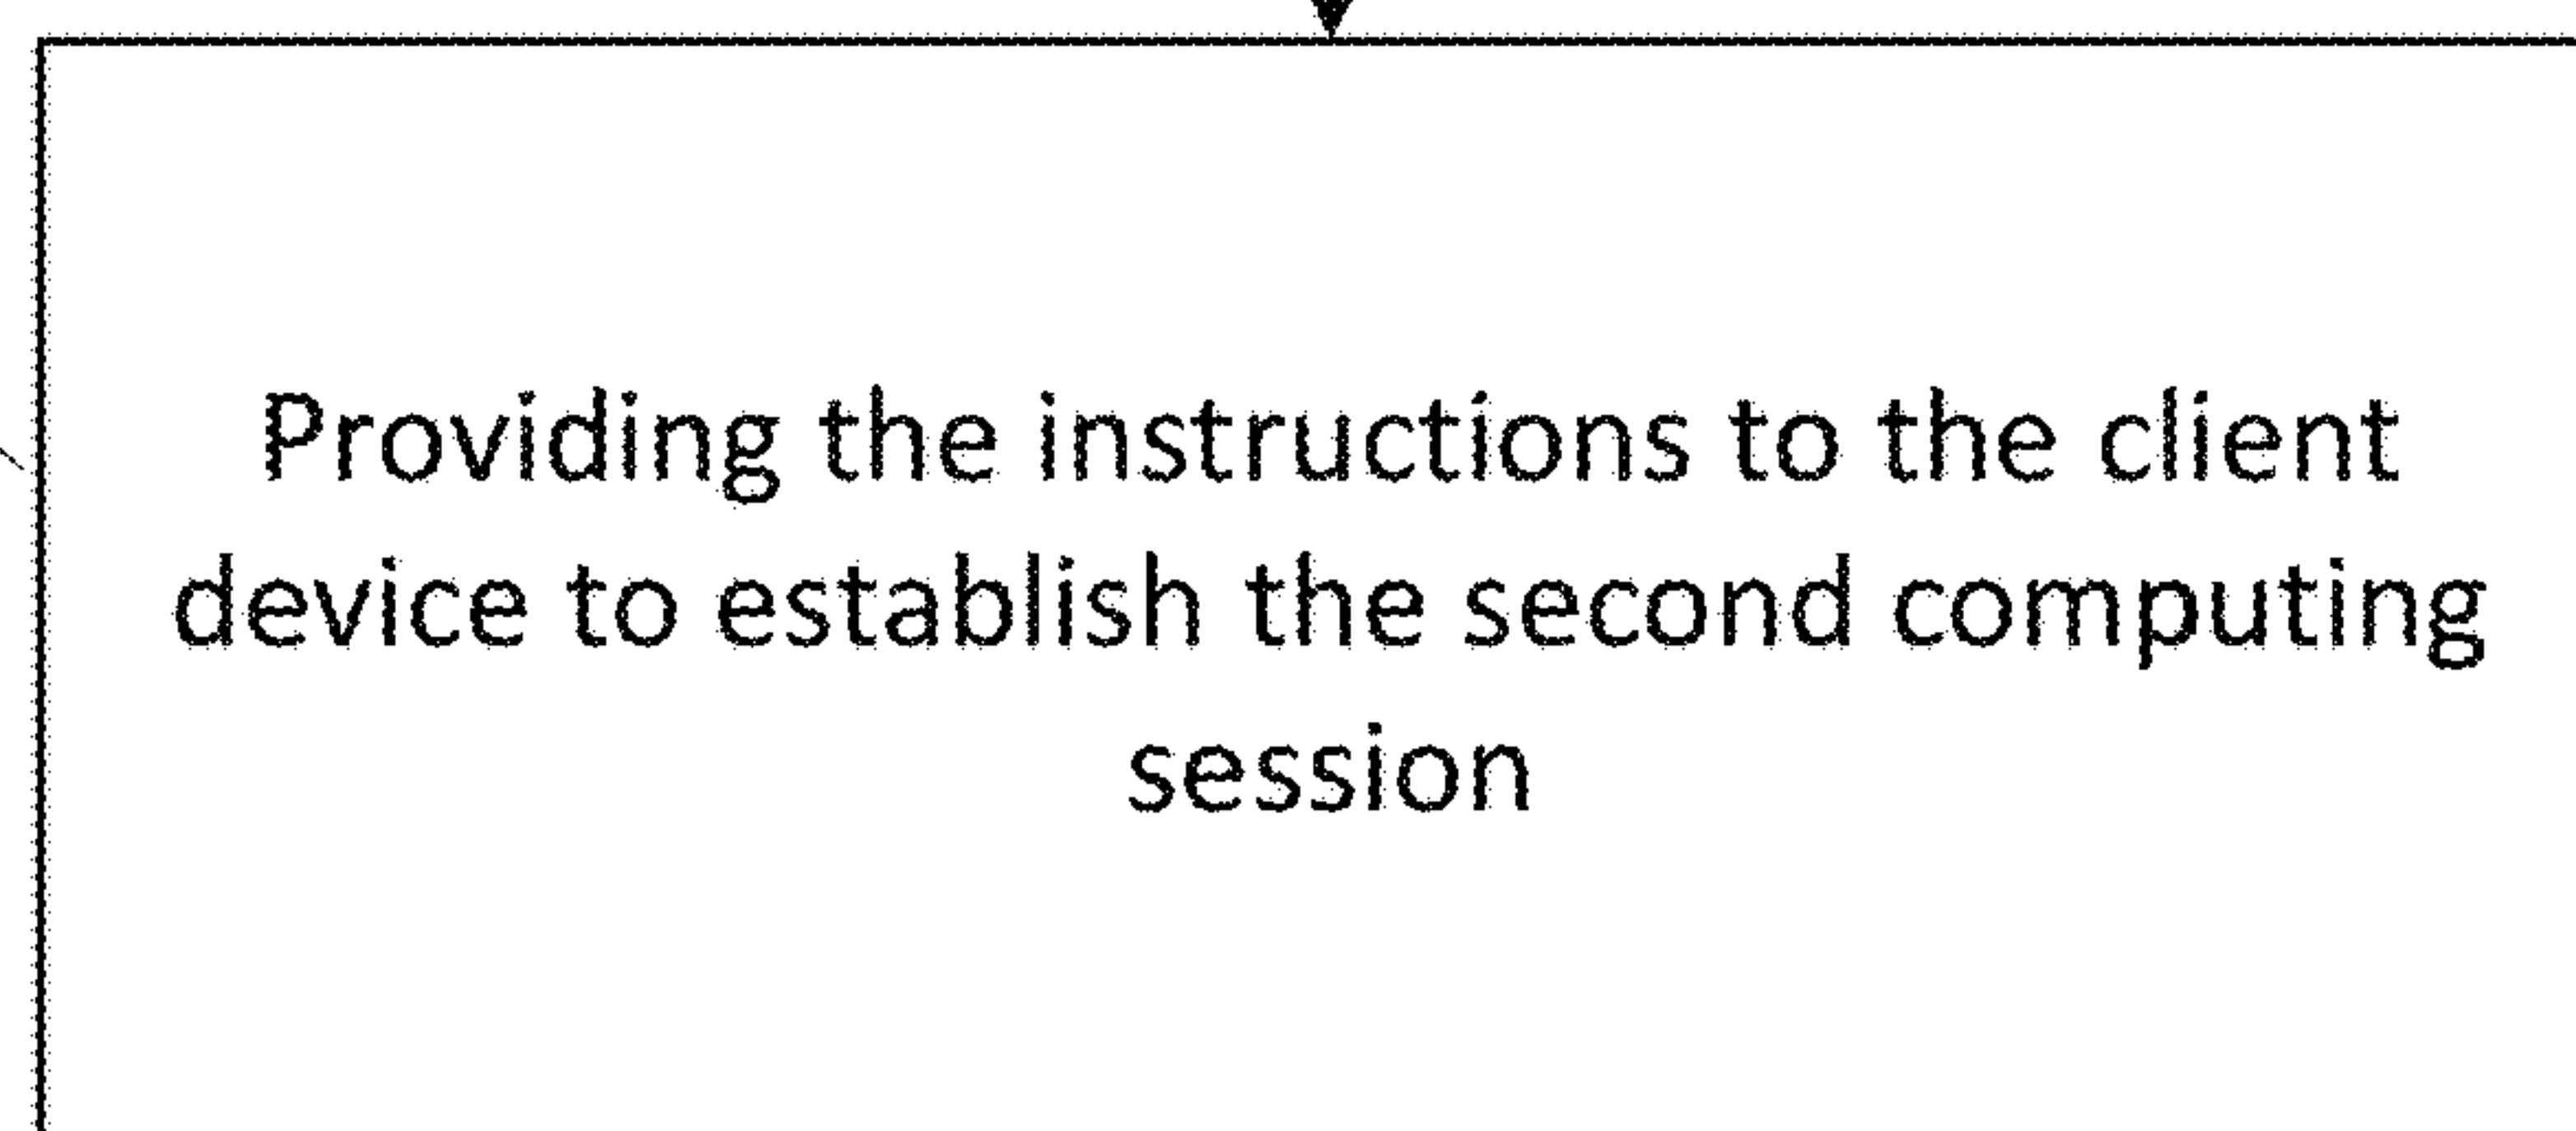 Providing the instructions to the client
device to establish the second computing
session